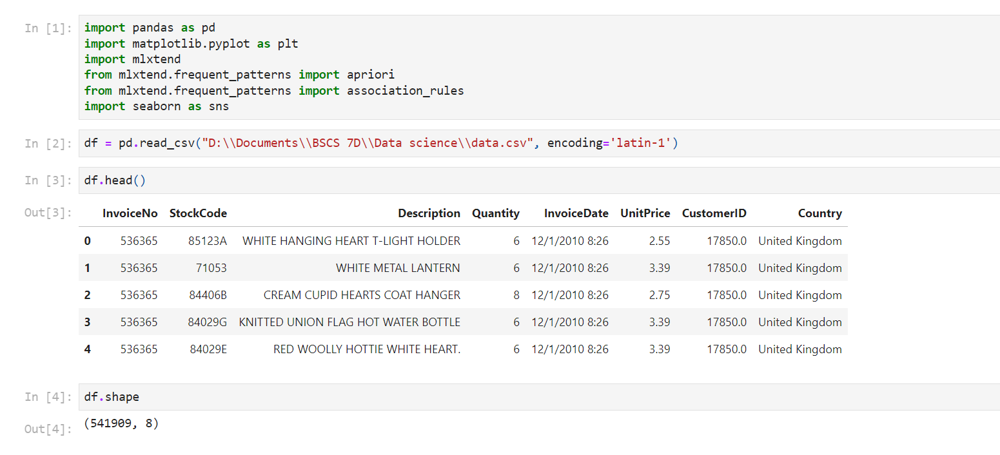 In [1]: import pandas as pd
import matplotlib.pyplot as plt
import mlxtend
from mlxtend.frequent_patterns import apriori
from mlxtend.frequent_patterns import association_rules
import seaborn as sns
In [2]: df = pd.read_csv("D:\\Documents\\BSCS 7D\\Data science\\data.csv", encoding='latin-1')
In [3]: df.head()
Out[3]: InvoiceNo StockCode Description Quantity InvoiceDate UnitPrice CustomerID Country
0 536365 85123A WHITE HANGING HEART T-LIGHT HOLDER 6 12/1/2010 8:26 2.55 17850.0 United Kingdom
1 536365 71053 WHITE METAL LANTERN 6 12/1/2010 8:26 3.39 17850.0 United Kingdom
2 536365 84406B CREAM CUPID HEARTS COAT HANGER 8 12/1/2010 8:26 2.75 17850.0 United Kingdom
3 536365 84029G KNITTED UNION FLAG HOT WATER BOTTLE 6 12/1/2010 8:26 3.39 17850.0 United Kingdom
4 536365 84029E RED WOOLLY HOTTIE WHITE HEART. 6 12/1/2010 8:26 3.39 17850.0 United Kingdom
In [4]: df.shape
Out[4]: (541909, 8)